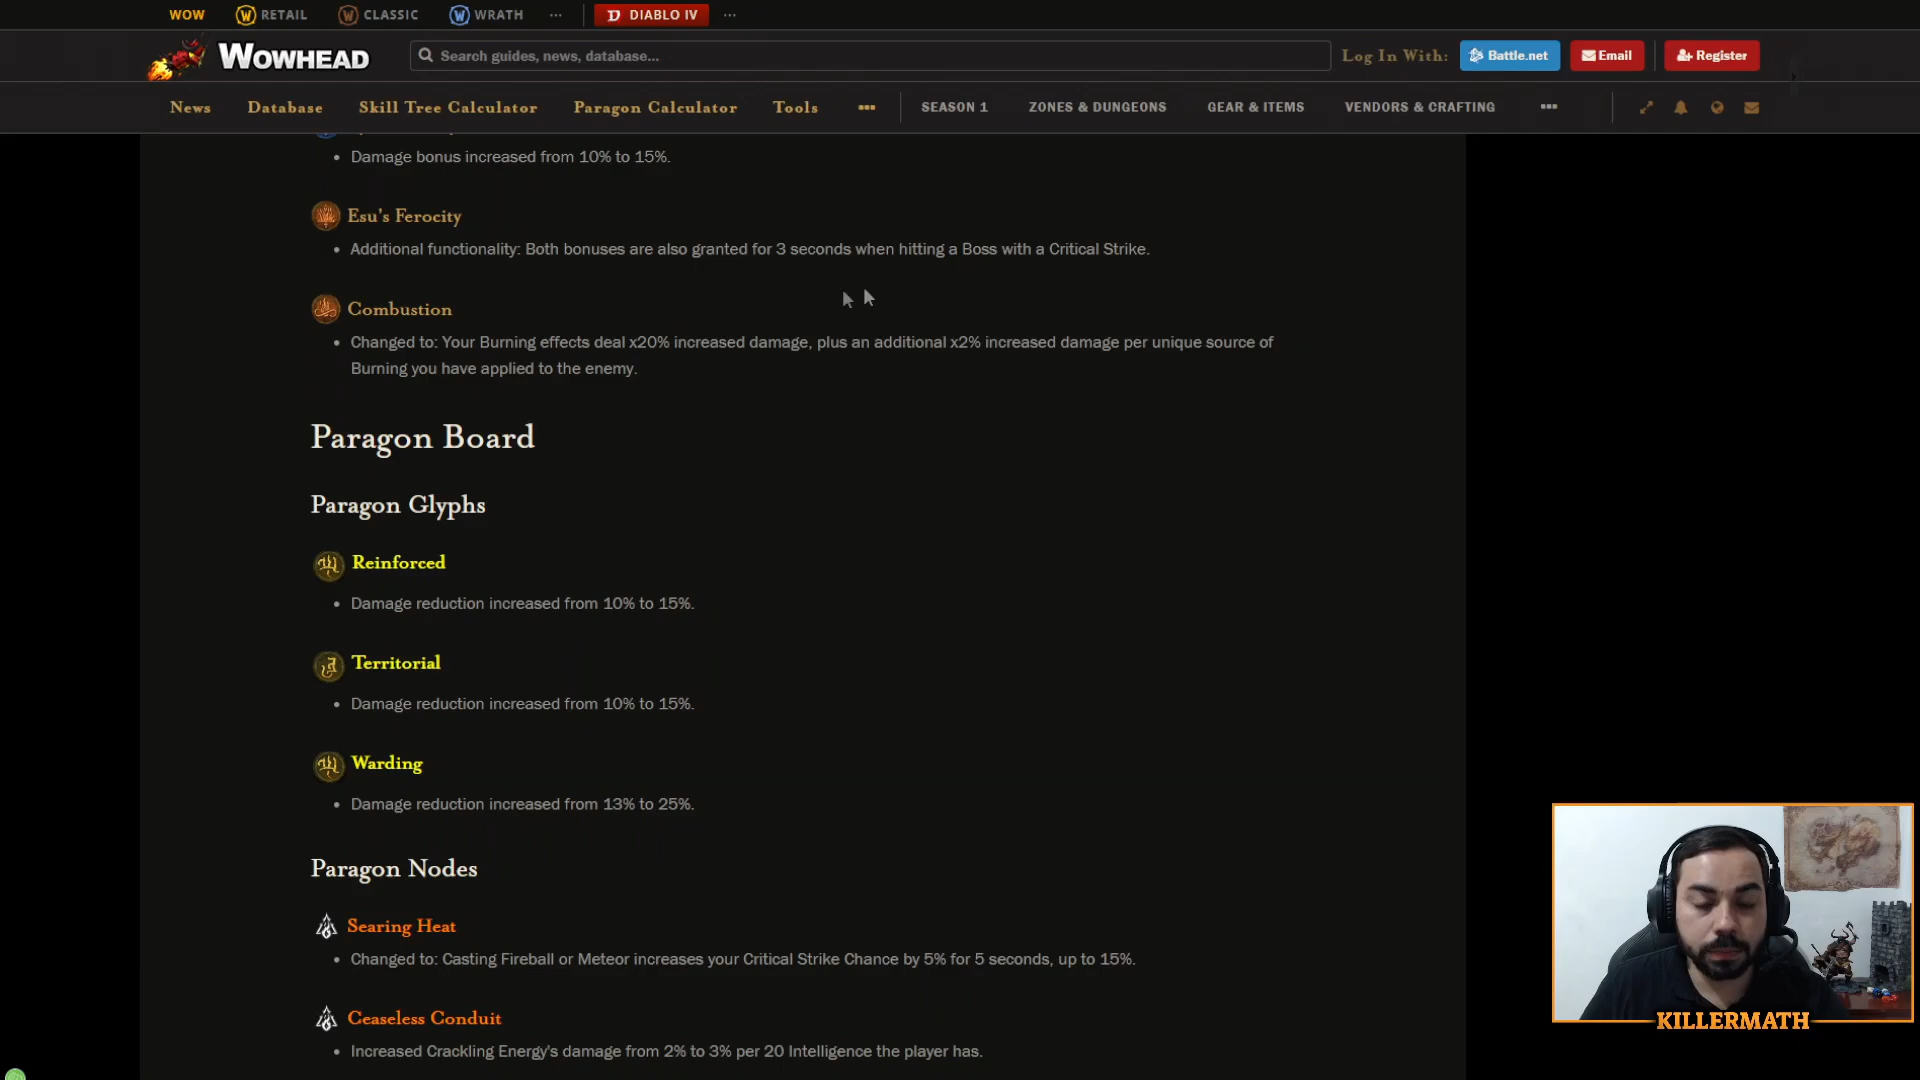 WOW RETAIL CLASSIC WRATH ... DIABLO IV ...
WOWHEAD Search guides, news, database... Log In With: Battle.net Email Register
News Database Skill Tree Calculator Paragon Calculator Tools ... SEASON 1 ZONES & DUNGEONS GEAR & ITEMS VENDORS & CRAFTING ...
• Damage bonus increased from 10% to 15%.
Esu's Ferocity
• Additional functionality: Both bonuses are also granted for 3 seconds when hitting a Boss with a Critical Strike.
Combustion
• Changed to: Your Burning effects deal x20% increased damage, plus an additional x2% increased damage per unique source of
Burning you have applied to the enemy.
Paragon Board
Paragon Glyphs
Reinforced
• Damage reduction increased from 10% to 15%.
Territorial
• Damage reduction increased from 10% to 15%.
Warding
• Damage reduction increased from 13% to 25%.
Paragon Nodes
Searing Heat
• Changed to: Casting Fireball or Meteor increases your Critical Strike Chance by 5% for 5 seconds, up to 15%.
Ceaseless Conduit
• Increased Crackling Energy's damage from 2% to 3% per 20 Intelligence the player has.
KILLERMATH